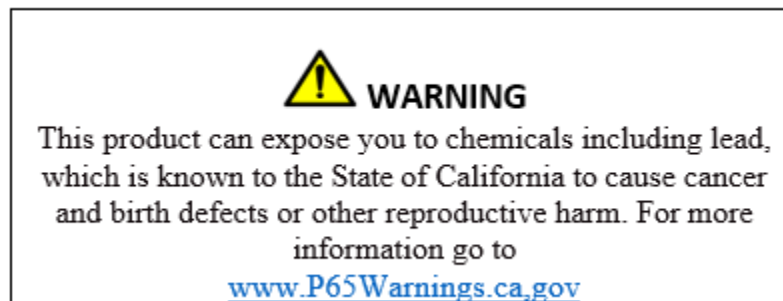 WARNING
This product can expose you to chemicals including lead,
which is known to the State of California to cause cancer
and birth defects or other reproductive harm. For more
information go to
www.P65Warnings.ca,gov